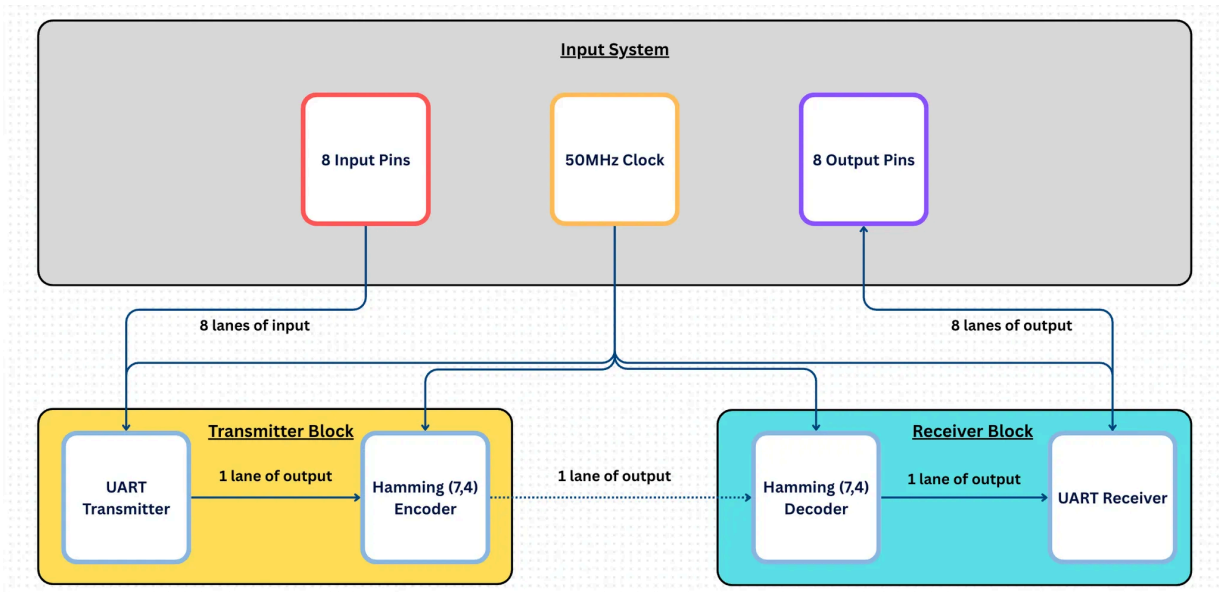 Input System
8 Input Pins
50MHz Clock
8 Output Pins
8 lanes of input
8 lanes of output
Transmitter Block
Receiver Block
UART
Transmitter
1 lane of output
Hamming (7,4)
Encoder
1 lane of output
Hamming (7,4)
Decoder
1 lane of output
UART Receiver